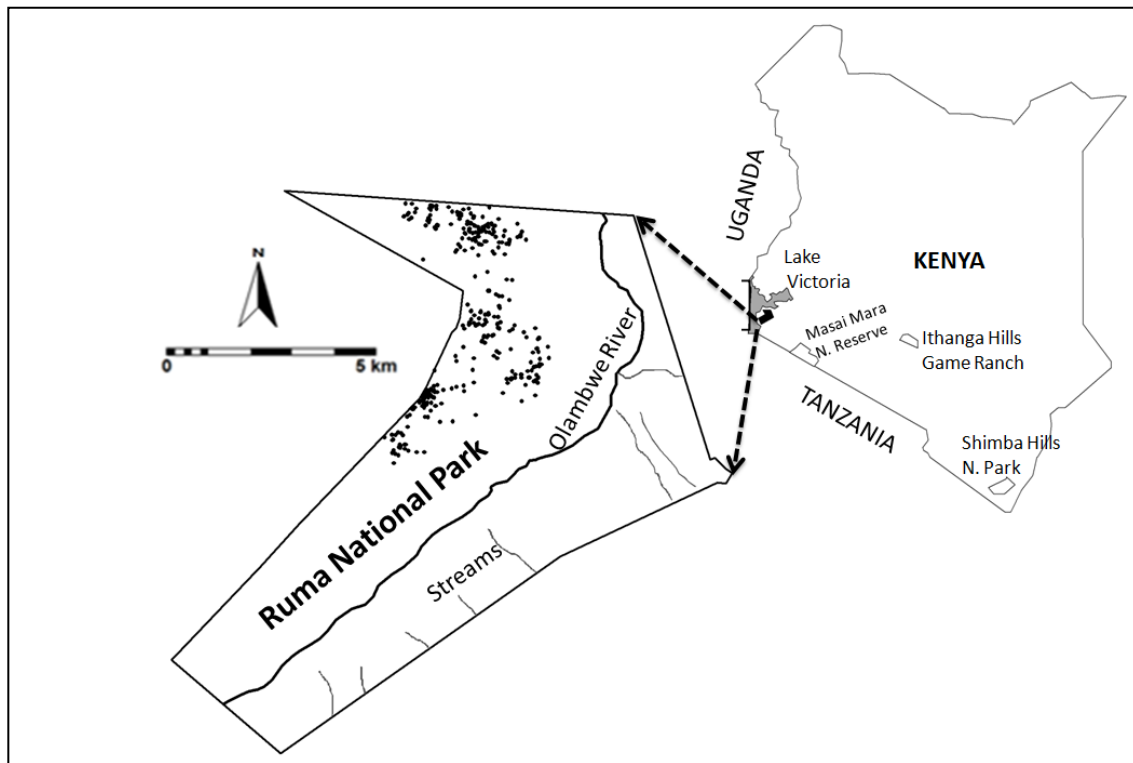 N
0 5 km
Ruma National Park
Olambwe River
Streams
UGANDA
KENYA
Lake
Victoria
Masai Mara
N. Reserve
Ithanga Hills
Game Ranch
TANZANIA
Shimba Hills
N. Park